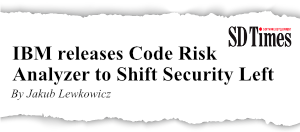 SD Times
IBM releases Code Risk
Analyzer to Shift Security Left
By Jakub Lewkowicz